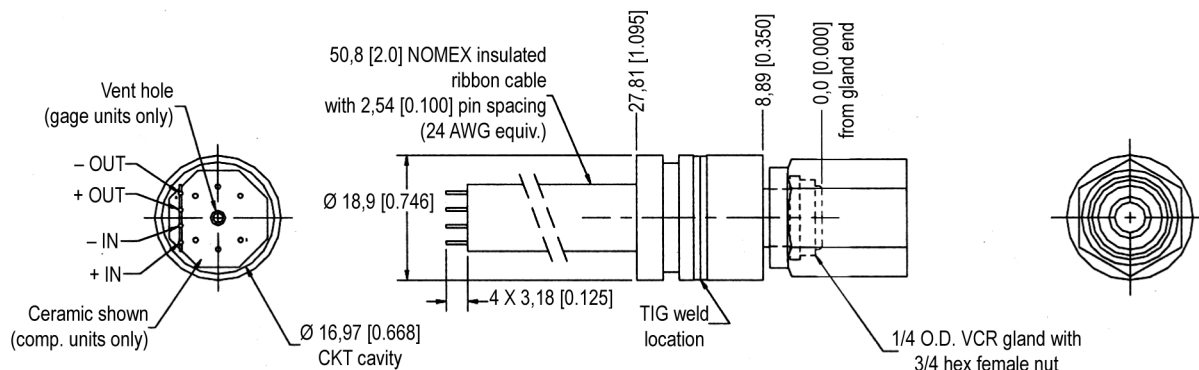 50,8 [2.0] NOMEX insulated
ribbon cable
with 2,54 [0.100] pin spacing
(24 AWG equiv.)
27,81 [1.095]
8,89 [0.350]
0,0 [0.000]
from gland end
Vent hole
(gage units only)
– OUT
+ OUT
– IN
+ IN
Ceramic shown
(comp. units only)
Ø 16,97 [0.668]
CKT cavity
Ø 18,9 [0.746]
4 X 3,18 [0.125]
TIG weld
location
1/4 O.D. VCR gland with
3/4 hex female nut